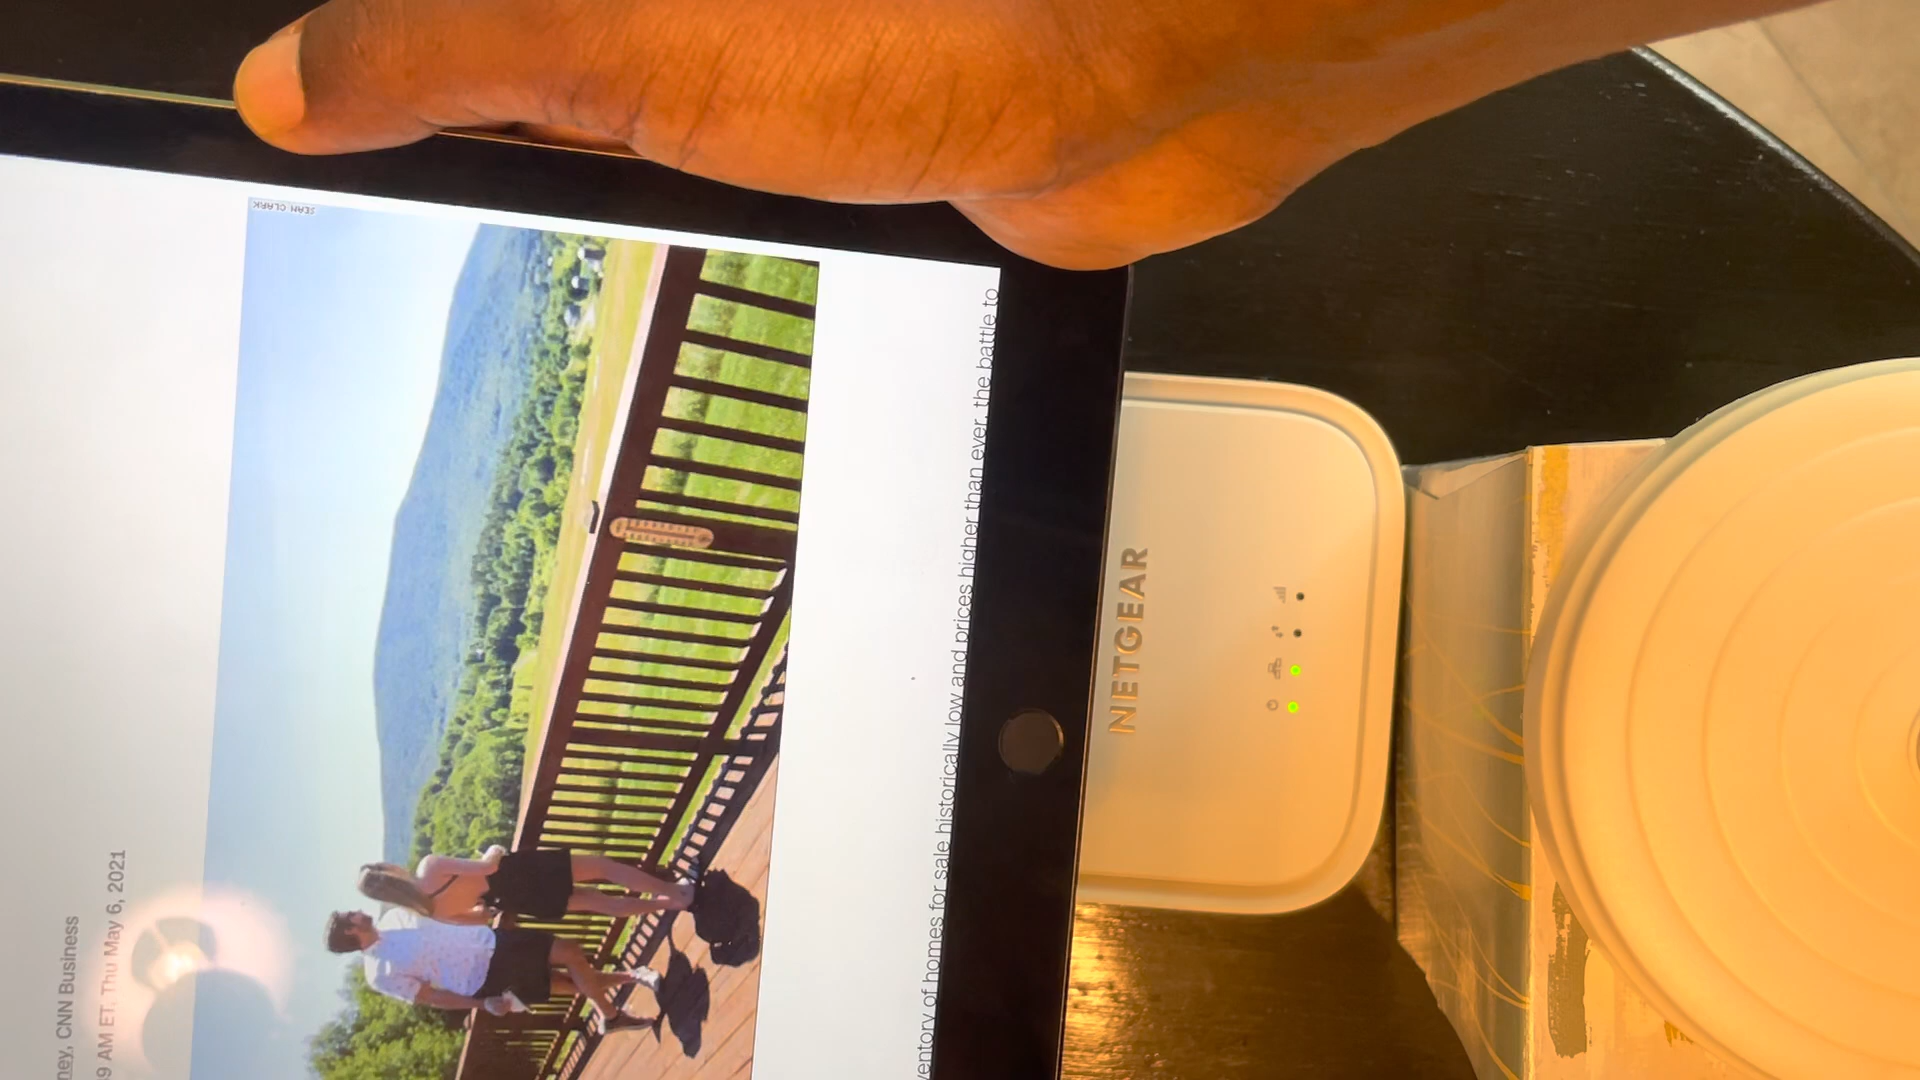 ney, CNN Business
9 AM ET, Thu May 6, 2021
SEAN CLARK
ventory of homes for sale historically low and prices higher than ever, the battle to
NETGEAR